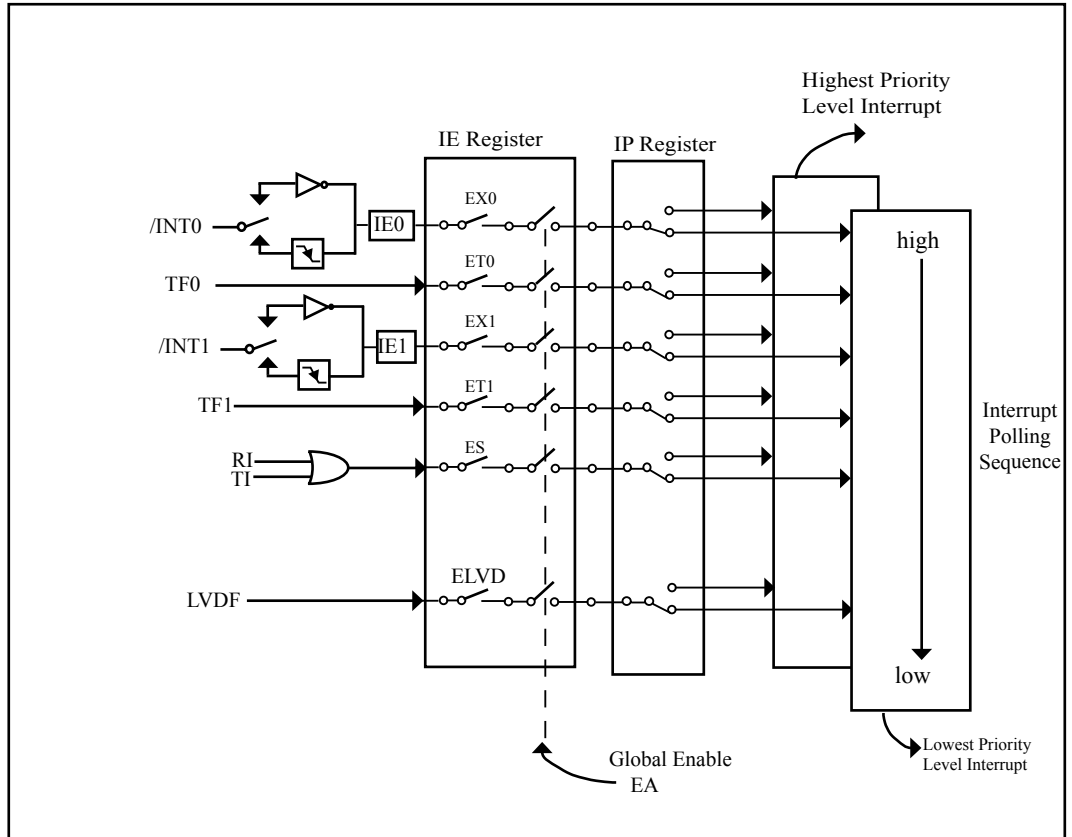 Highest Priority
Level Interrupt
IE Register
IP Register
EX0
/INT0
IE0
high
ET0
TF0
EX1
/INT1
IE1
ET1
TF1
Interrupt
Polling
Sequence
ES
RI
TI
ELVD
LVDF
low
Lowest Priority
Level Interrupt
Global Enable
EA